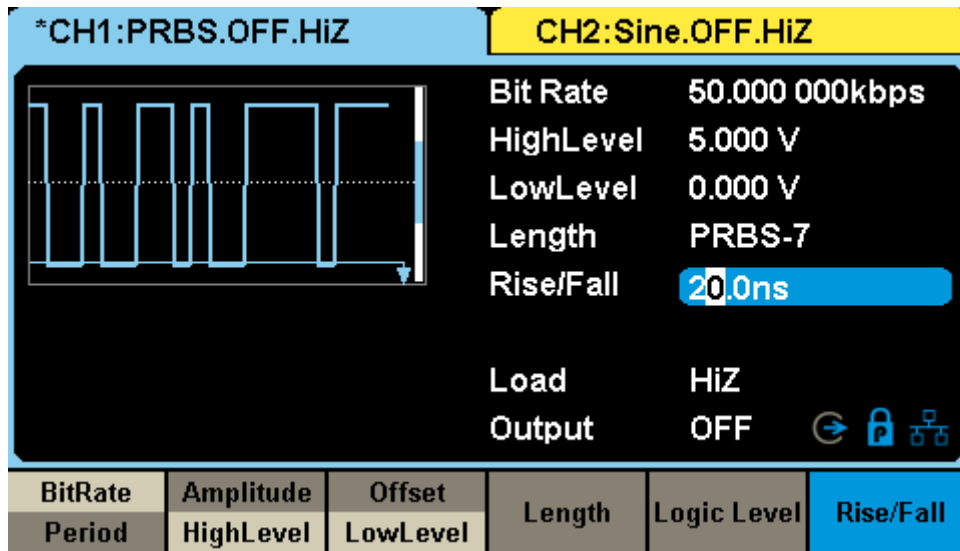 *CH1:PRBS.OFF.HiZ
CH2:Sine.OFF.HiZ
Bit Rate 50.000 000kbps
HighLevel 5.000 V
LowLevel 0.000 V
Length PRBS-7
Rise/Fall 20.0ns
Load HiZ
Output OFF
P
BitRate
Period
Amplitude
HighLevel
Offset
LowLevel
Length
Logic Level
Rise/Fall